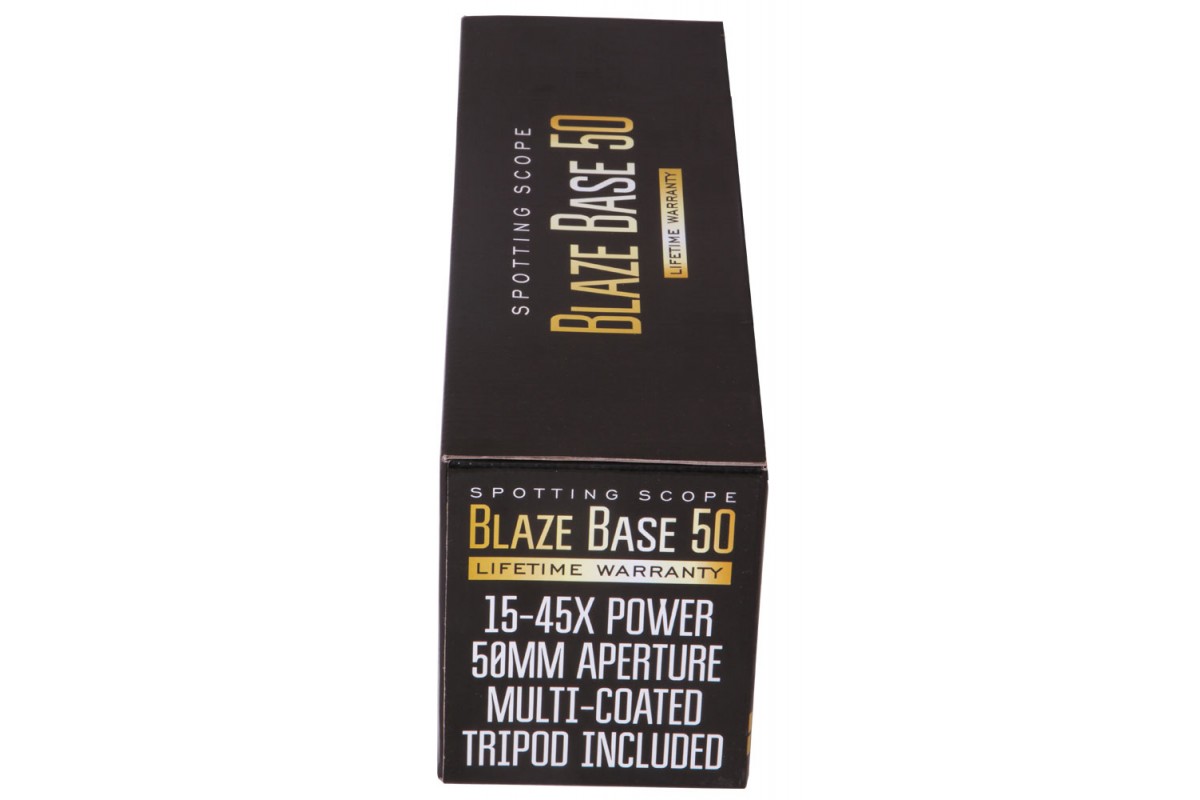 SPOTTING SCOPE
BLAZE BASE 50
LIFETIME WARRANTY
SPOTTING SCOPE
BLAZE BASE 50
LIFETIME WARRANTY
15-45X POWER
50MM APERTURE
MULTI-COATED
TRIPOD INCLUDED